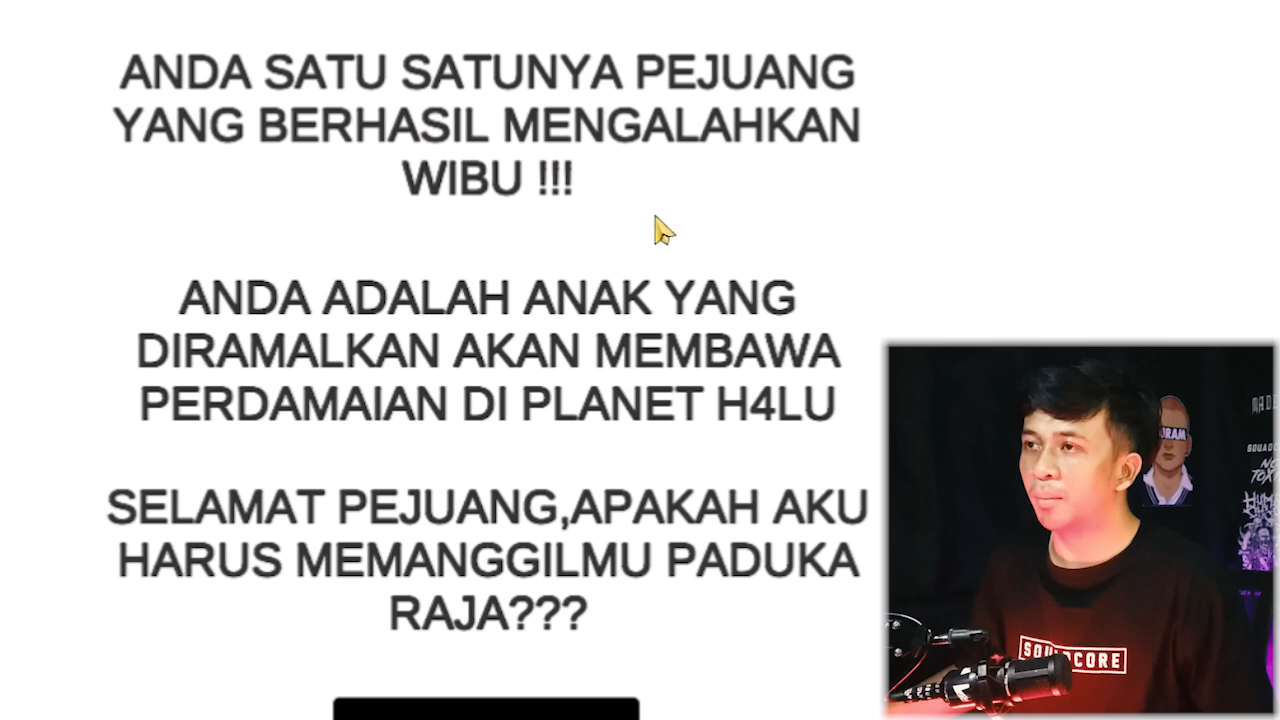 ANDA SATU SATUNYA PEJUANG
YANG BERHASIL MENGALAHKAN
WIBU !!!
ANDA ADALAH ANAK YANG
DIRAMALKAN AKAN MEMBAWA
PERDAMAIAN DI PLANET H4LU
SELAMAT PEJUANG,APAKAH AKU
HARUS MEMANGGILMU PADUKA
RAJA???